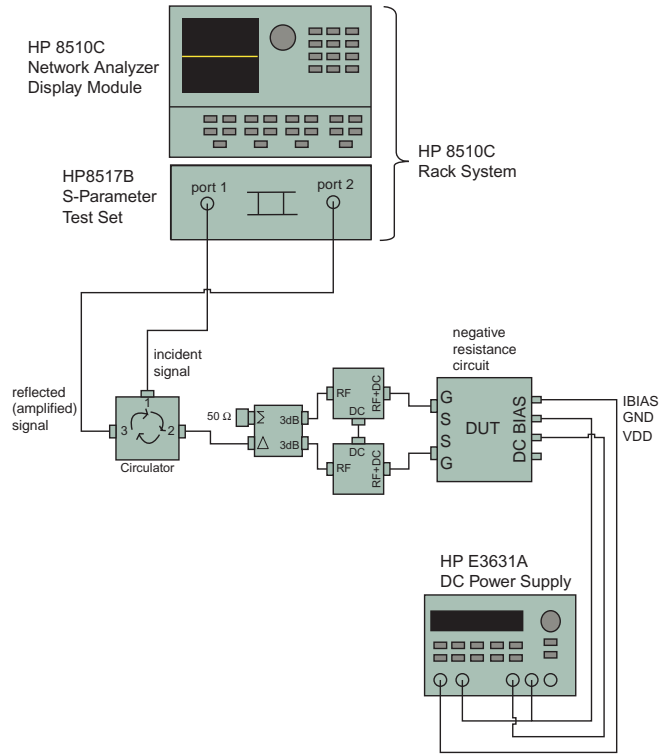 HP 8510C
Network Analyzer
Display Module
HP8517B
S-Parameter
Test Set
port 1
port 2
HP 8510C
Rack System
incident
signal
reflected
(amplified)
signal
1
3
2
Circulator
50 Ω
Σ
Δ
3dB
3dB
RF
RF+DC
DC
DC
RF
RF+DC
negative
resistance
circuit
G
S
S
G
DUT
DC BIAS
IBIAS
GND
VDD
HP E3631A
DC Power Supply